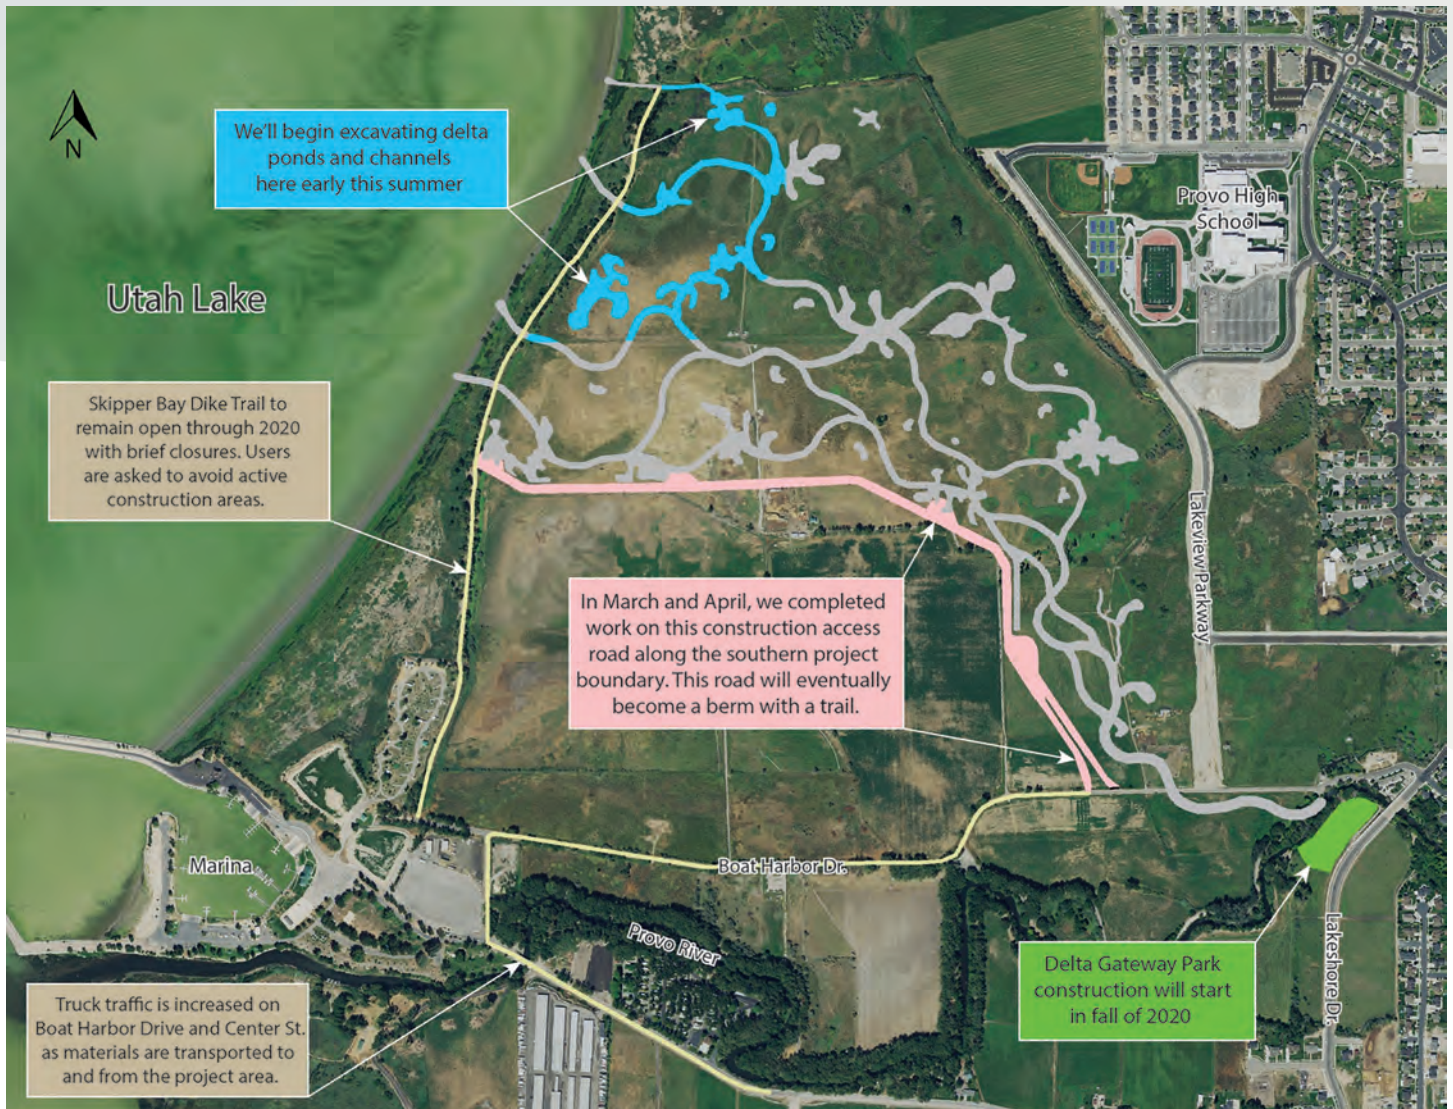 We'll begin excavating delta
ponds and channels
here early this summer
N
Provo High
School
Utah Lake
Skipper Bay Dike Trail to
remain open through 2020
with brief closures. Users
are asked to avoid active
construction areas.
Lakeview Parkway
In March and April, we completed
work on this construction access
road along the southern project
boundary. This road will eventually
become a berm with a trail.
Marina
Boat Harbor Dr.
Provo River
Lakeshore Dr.
Delta Gateway Park
construction will start
in fall of 2020
Truck traffic is increased on
Boat Harbor Drive and Center St.
as materials are transported to
and from the project area.